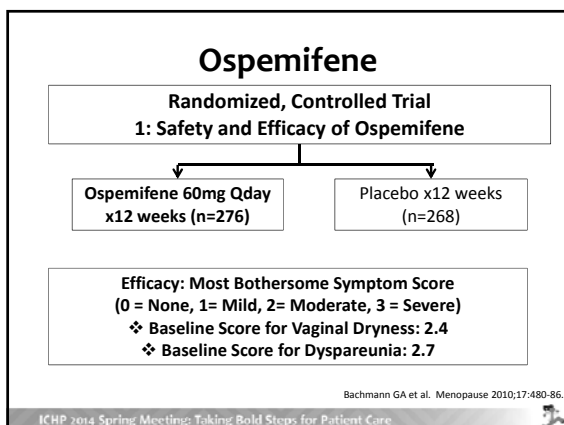 Ospemifene
Randomized, Controlled Trial
1: Safety and Efficacy of Ospemifene
Ospemifene 60mg Qday
x12 weeks (n=276)
Placebo x12 weeks
(n=268)
Efficacy: Most Bothersome Symptom Score
(0 = None, 1= Mild, 2= Moderate, 3 = Severe)
❖ Baseline Score for Vaginal Dryness: 2.4
❖ Baseline Score for Dyspareunia: 2.7
Bachmann GA et al. Menopause 2010;17:480-86.
ICHP 2014 Spring Meeting: Taking Bold Steps for Patient Care